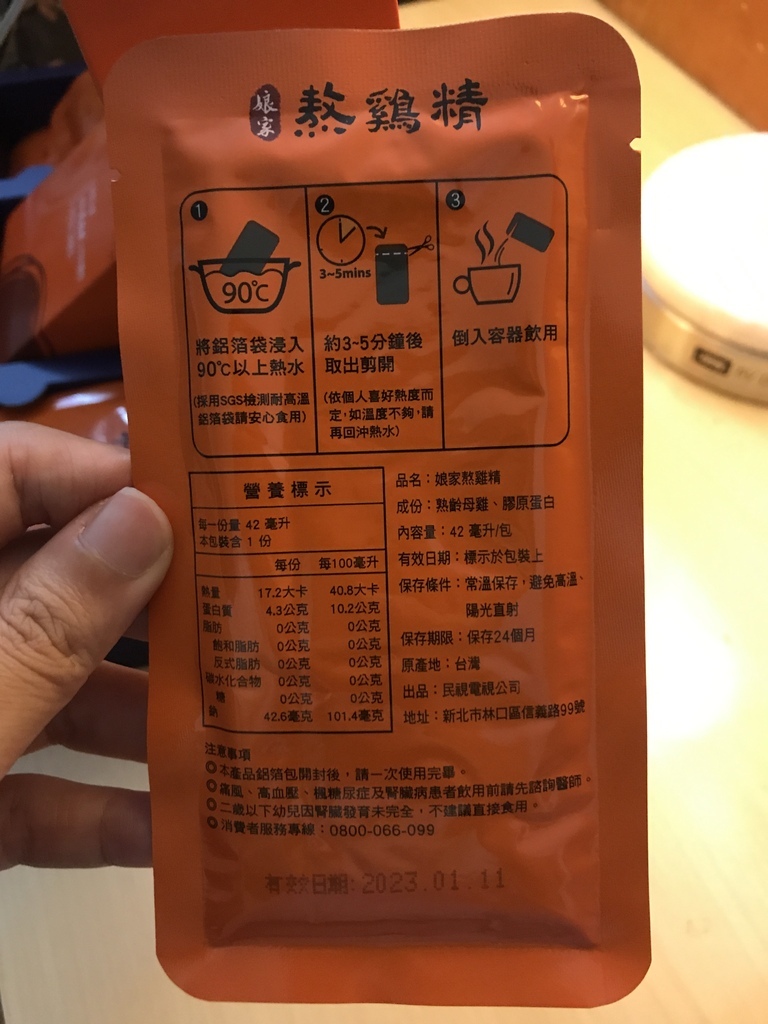 娘家 熬鷄精
1
90℃
將鋁箔袋浸入
90℃以上熱水
(採用SGS檢測耐高溫
鋁箔袋請安心食用)
2
3~5mins
約3~5分鐘後
取出剪開
(依個人喜好熱度而
定,如溫度不夠,請
再回沖熱水)
3
倒入容器飲用
營養標示
每一份量 42 毫升
本包裝含 1 份
每份 每100毫升
熱量 17.2大卡 40.8大卡
蛋白質 4.3公克 10.2公克
脂肪 0公克 0公克
飽和脂肪 0公克 0公克
反式脂肪 0公克 0公克
碳水化合物 0公克 0公克
糖 0公克 0公克
鈉 42.6毫克 101.4毫克
品名:娘家熬雞精
成份:熟齡母雞、膠原蛋白
內容量:42 毫升/包
有效日期:標示於包裝上
保存條件:常溫保存,避免高溫、
陽光直射
保存期限:保存24個月
原產地:台灣
出品:民視電視公司
地址:新北市林口區信義路99號
注意事項
◎本產品鋁箔包開封後,請一次使用完畢。
◎痛風、高血壓、楓糖尿症及腎臟病患者飲用前請先諮詢醫師。
◎二歲以下幼兒因腎臟發育未完全,不建議直接食用。
◎消費者服務專線:0800-066-099
有效日期:2023.01.11